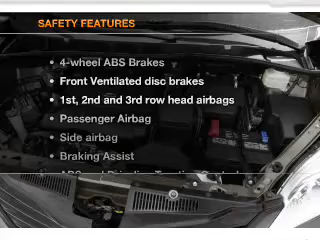 SAFETY FEATURES
• 4-wheel ABS Brakes
• Front Ventilated disc brakes
• 1st, 2nd and 3rd row head airbags
• Passenger Airbag
• Side airbag
• Braking Assist